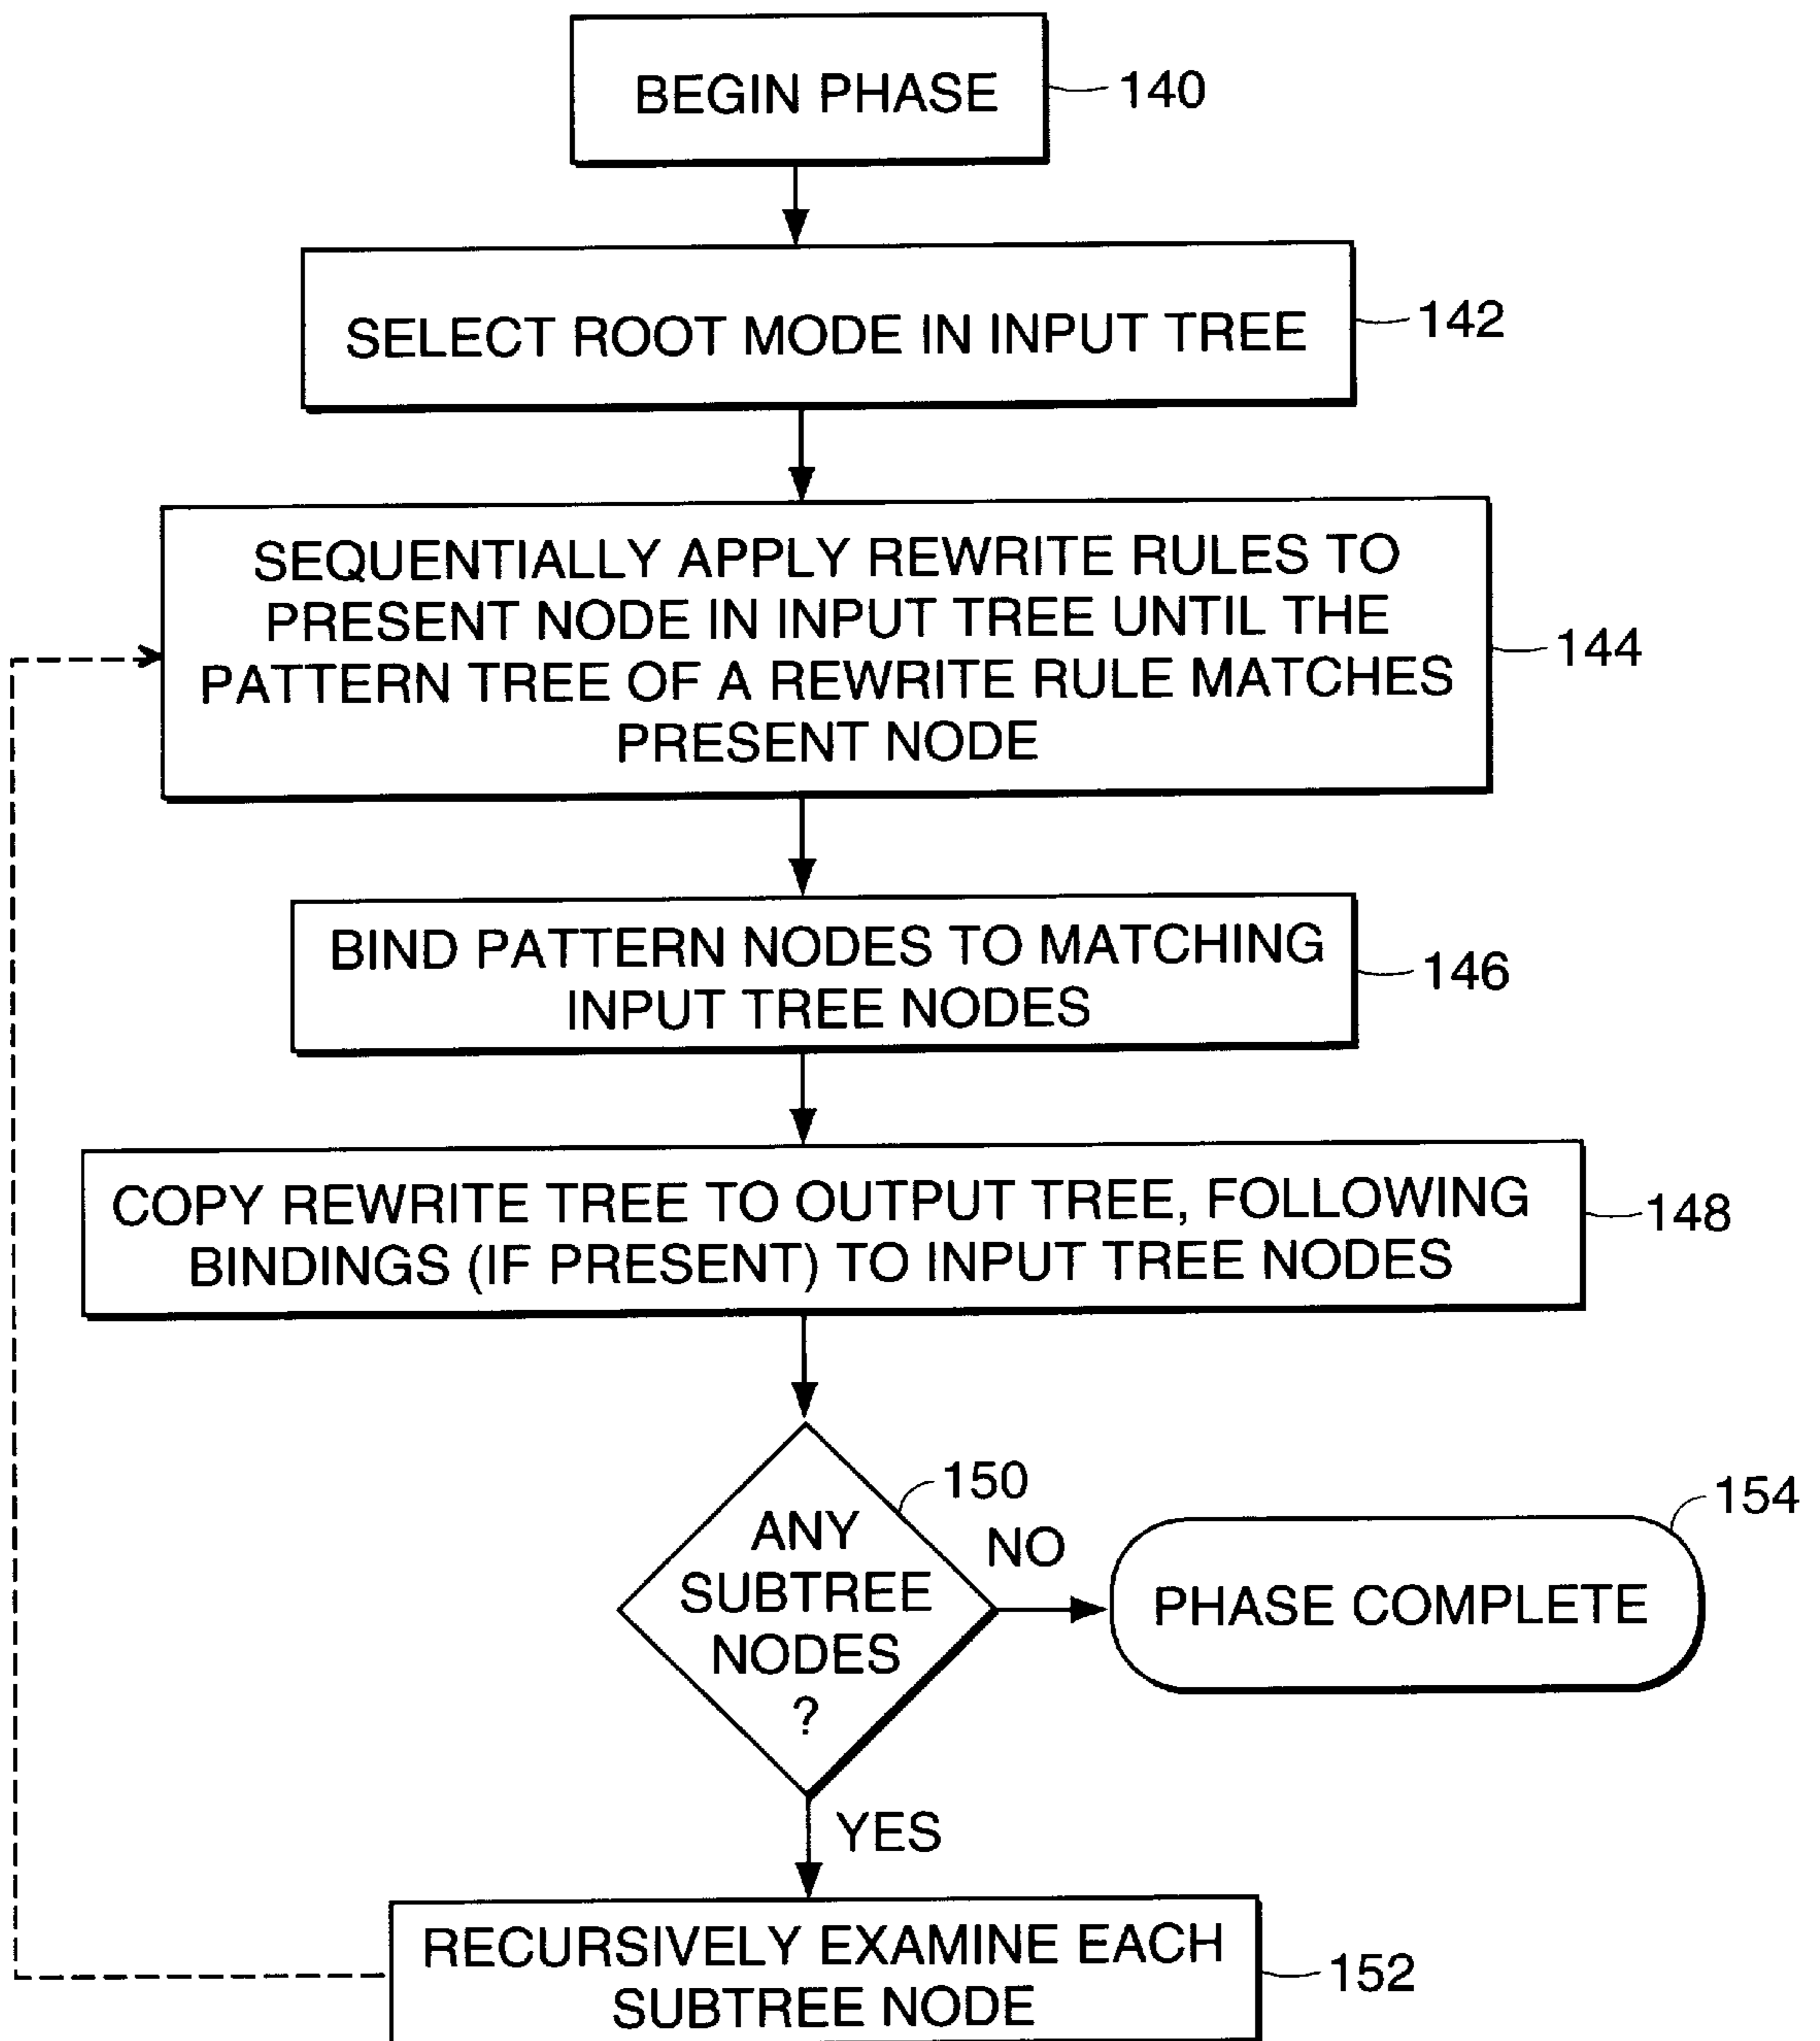 BEGIN PHASE
140
SELECT ROOT MODE IN INPUT TREE
142
SEQUENTIALLY APPLY REWRITE RULES TO
PRESENT NODE IN INPUT TREE UNTIL THE
PATTERN TREE OF A REWRITE RULE MATCHES
PRESENT NODE
144
BIND PATTERN NODES TO MATCHING
INPUT TREE NODES
146
COPY REWRITE TREE TO OUTPUT TREE, FOLLOWING
BINDINGS (IF PRESENT) TO INPUT TREE NODES
148
ANY
SUBTREE
NODES
?
150
NO
PHASE COMPLETE
154
YES
RECURSIVELY EXAMINE EACH
SUBTREE NODE
152